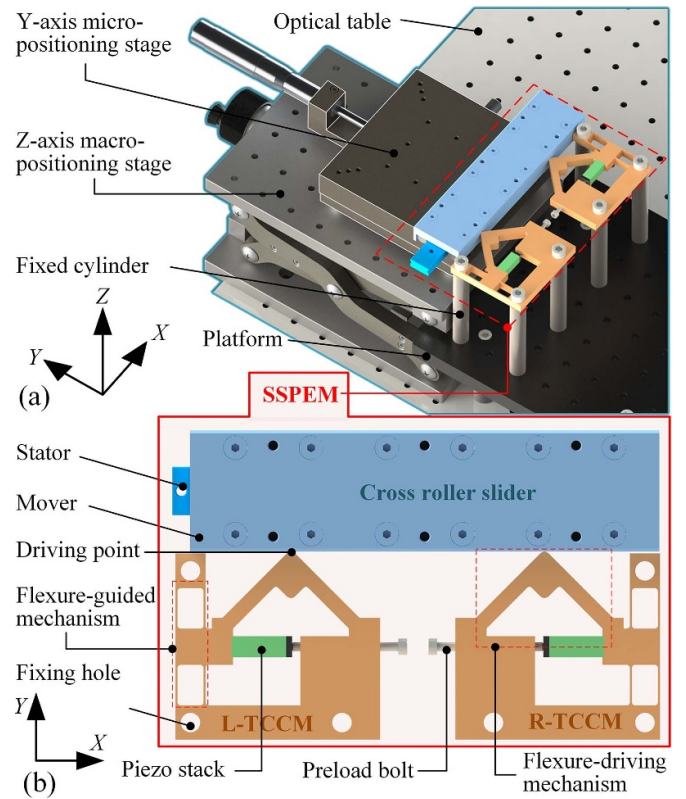 Y-axis micro-
positioning stage
Optical table
Z-axis macro-
positioning stage
Fixed cylinder
Z
X
Y
Platform
(a)
SSPEM
Stator
Cross roller slider
Mover
Driving point
Flexure-guided
mechanism
Fixing hole
Y
L-TCCM
R-TCCM
X
Piezo stack
Preload bolt
Flexure-driving
mechanism
(b)